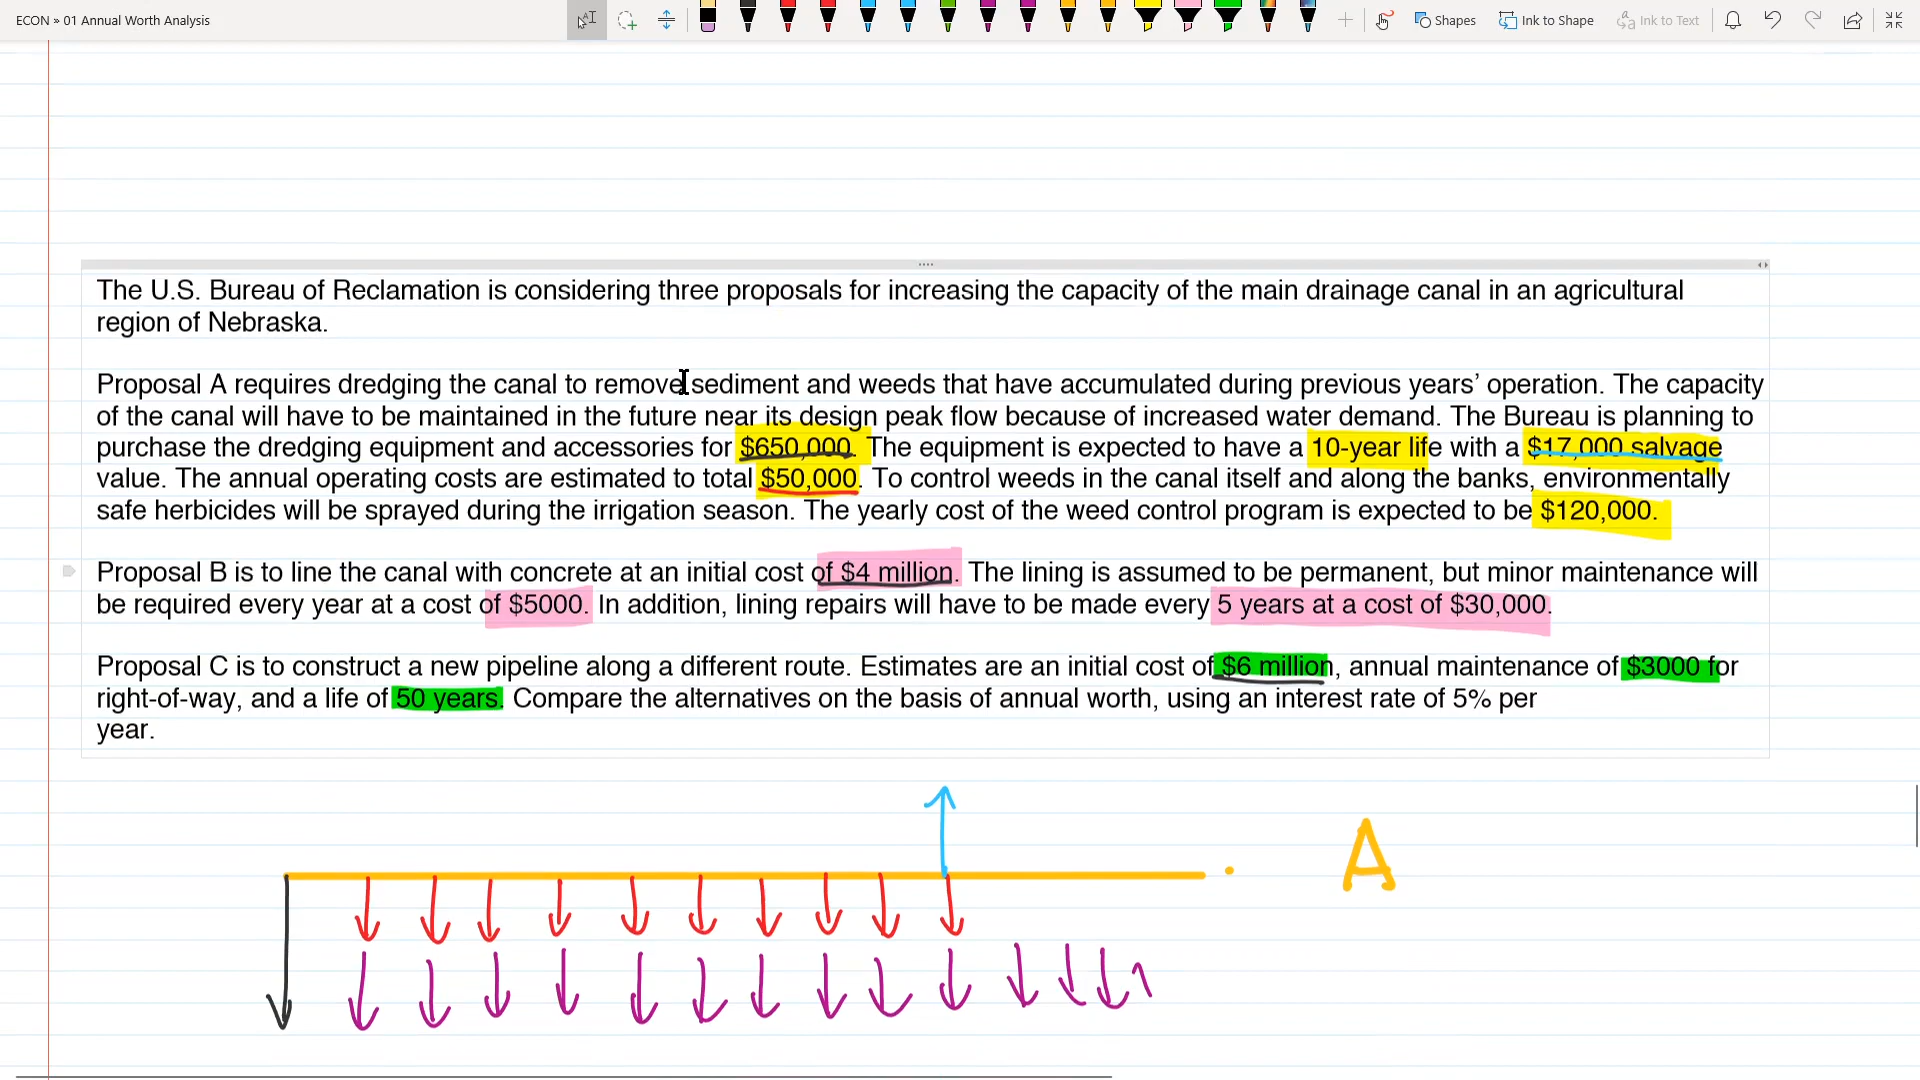 ECON » 01 Annual Worth Analysis
Shapes
Ink to Shape
Ink to Text
The U.S. Bureau of Reclamation is considering three proposals for increasing the capacity of the main drainage canal in an agricultural
region of Nebraska.
Proposal A requires dredging the canal to remove sediment and weeds that have accumulated during previous years’ operation. The capacity
of the canal will have to be maintained in the future near its design peak flow because of increased water demand. The Bureau is planning to
purchase the dredging equipment and accessories for $650,000. The equipment is expected to have a 10-year life with a $17,000 salvage
value. The annual operating costs are estimated to total $50,000. To control weeds in the canal itself and along the banks, environmentally
safe herbicides will be sprayed during the irrigation season. The yearly cost of the weed control program is expected to be $120,000.
Proposal B is to line the canal with concrete at an initial cost of $4 million. The lining is assumed to be permanent, but minor maintenance will
be required every year at a cost of $5000. In addition, lining repairs will have to be made every 5 years at a cost of $30,000.
Proposal C is to construct a new pipeline along a different route. Estimates are an initial cost of $6 million, annual maintenance of $3000 for
right-of-way, and a life of 50 years. Compare the alternatives on the basis of annual worth, using an interest rate of 5% per
year.
A